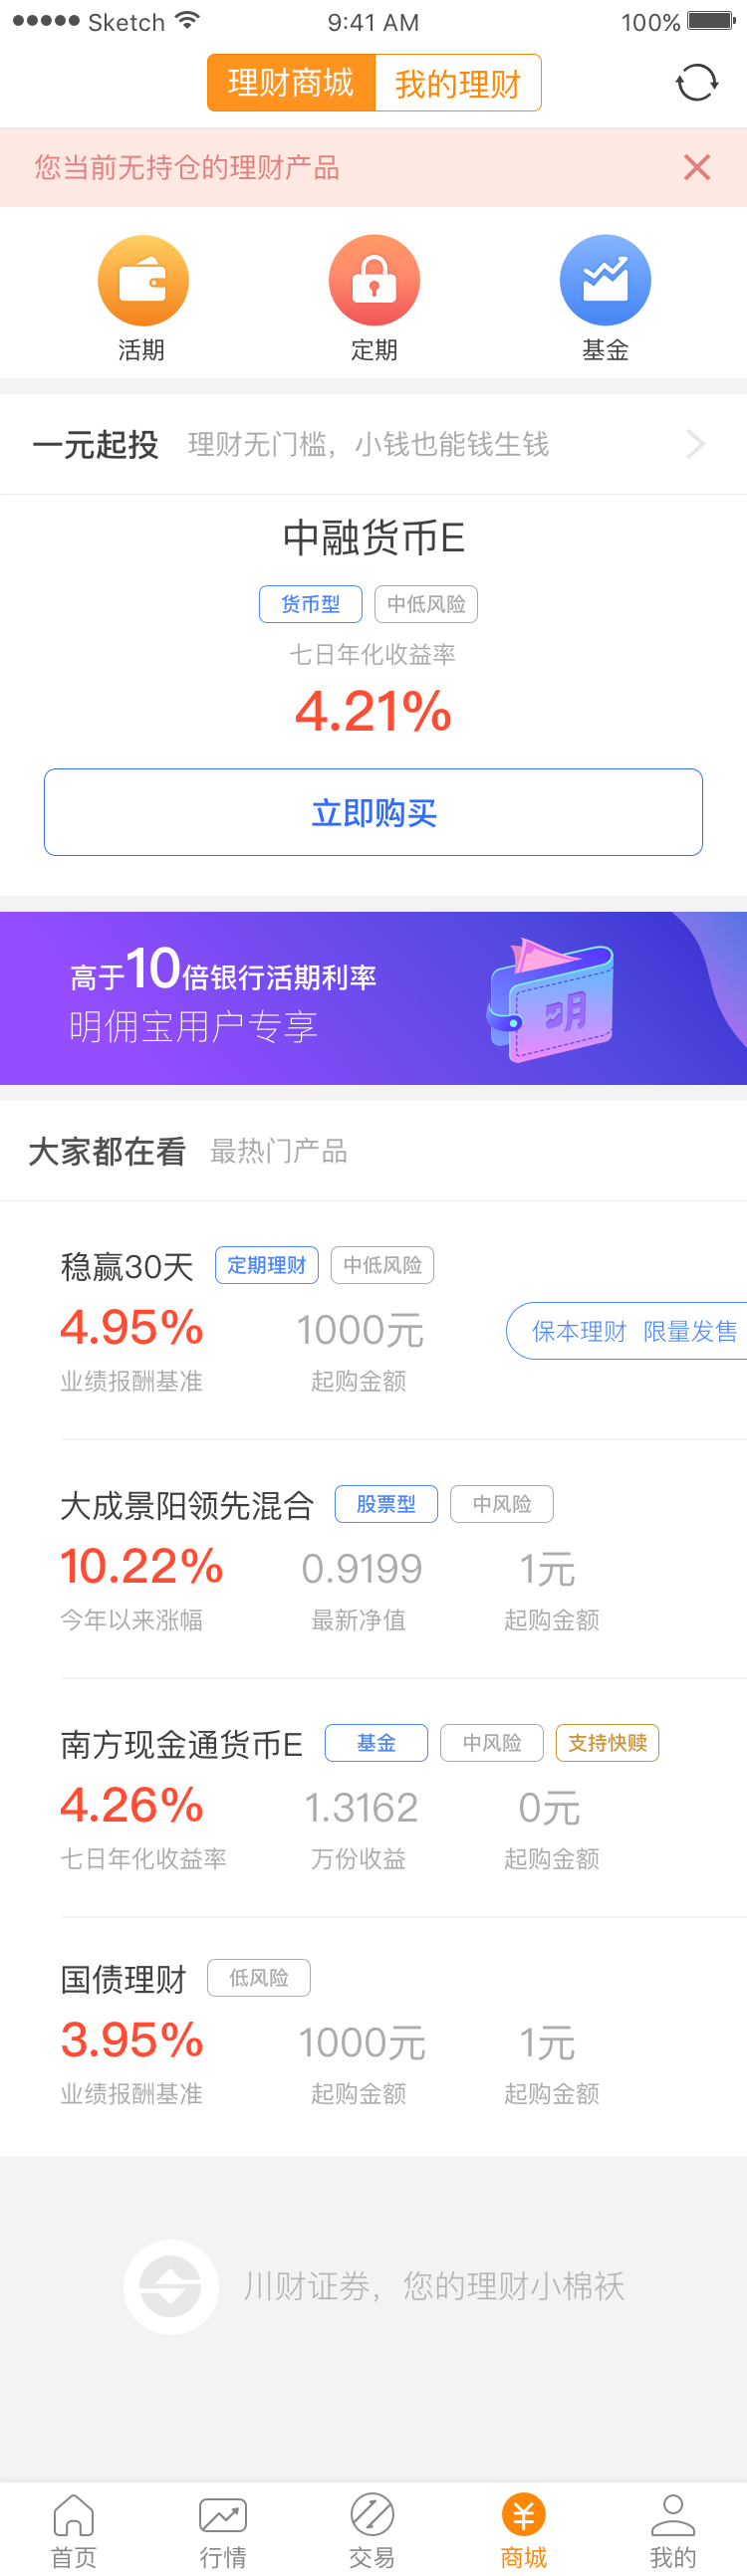 Sketch 9:41 AM 100%
理财商城 我的理财
您当前无持仓的理财产品
活期 定期 基金
一元起投 理财无门槛，小钱也能钱生钱
中融货币E
货币型 中低风险
七日年化收益率
4.21%
立即购买
高于10倍银行活期利率
明佣宝用户专享
明
大家都在看 最热门产品
稳赢30天 定期理财 中低风险
4.95% 1000元 保本理财 限量发售
业绩报酬基准 起购金额
大成景阳领先混合 股票型 中风险
10.22% 0.9199 1元
今年以来涨幅 最新净值 起购金额
南方现金通货币E 基金 中风险 支持快赎
4.26% 1.3162 0元
七日年化收益率 万份收益 起购金额
国债理财 低风险
3.95% 1000元 1元
业绩报酬基准 起购金额 起购金额
川财证券，您的理财小棉袄
首页 行情 交易 商城 我的